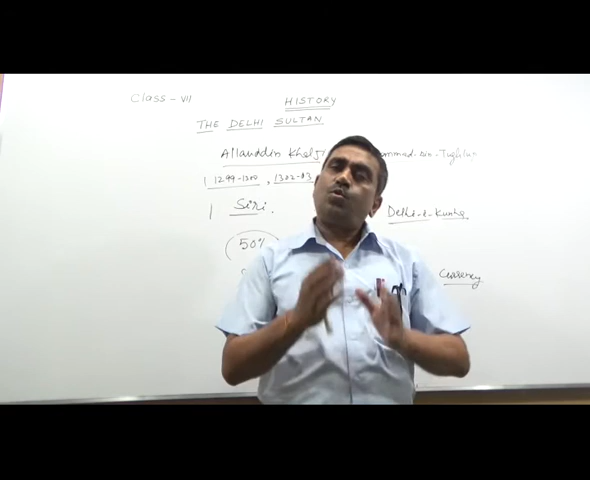 Class - VII
HISTORY
THE DELHI SULTAN
Allauddin Khalji
mmad-bin-Tughluq
1299-1300, 1302-03
Siri.
Delhi-i-Kuhna
50%
Currency